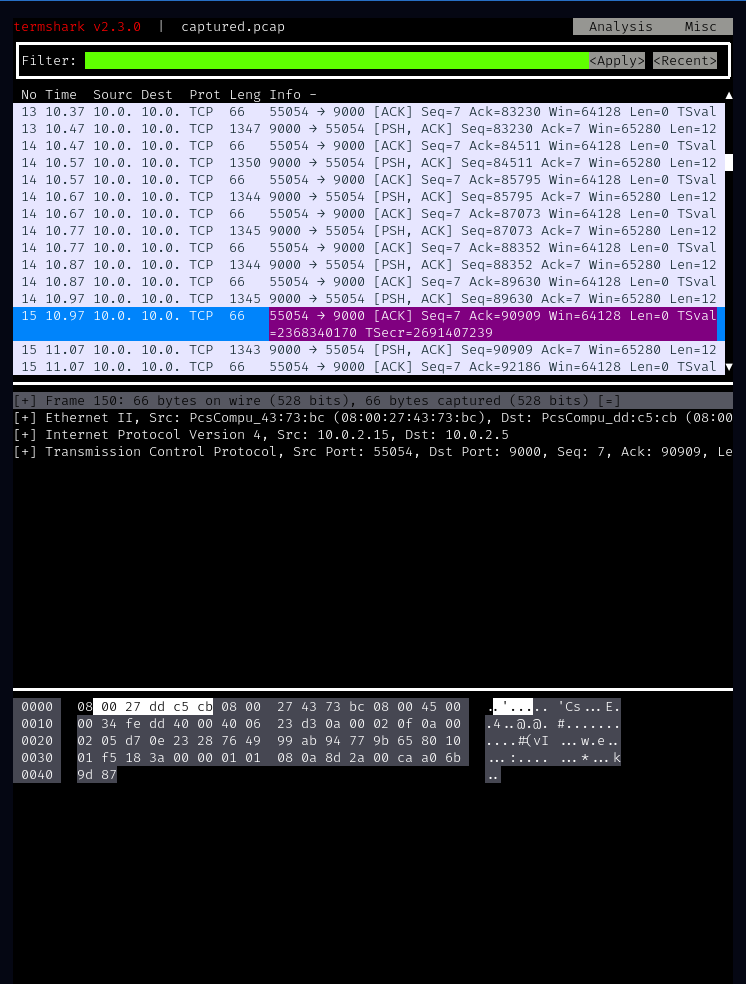 termshark v2.3.0 | captured.pcap Analysis Misc
Filter: <Apply> <Recent>
No Time Sourc Dest Prot Leng Info -
13 10.37 10.0. 10.0. TCP 66 55054 → 9000 [ACK] Seq=7 Ack=83230 Win=64128 Len=0 TSval
13 10.47 10.0. 10.0. TCP 1347 9000 → 55054 [PSH, ACK] Seq=83230 Ack=7 Win=65280 Len=12
14 10.47 10.0. 10.0. TCP 66 55054 → 9000 [ACK] Seq=7 Ack=84511 Win=64128 Len=0 TSval
14 10.57 10.0. 10.0. TCP 1350 9000 → 55054 [PSH, ACK] Seq=84511 Ack=7 Win=65280 Len=12
14 10.57 10.0. 10.0. TCP 66 55054 → 9000 [ACK] Seq=7 Ack=85795 Win=64128 Len=0 TSval
14 10.67 10.0. 10.0. TCP 1344 9000 → 55054 [PSH, ACK] Seq=85795 Ack=7 Win=65280 Len=12
14 10.67 10.0. 10.0. TCP 66 55054 → 9000 [ACK] Seq=7 Ack=87073 Win=64128 Len=0 TSval
14 10.77 10.0. 10.0. TCP 1345 9000 → 55054 [PSH, ACK] Seq=87073 Ack=7 Win=65280 Len=12
14 10.77 10.0. 10.0. TCP 66 55054 → 9000 [ACK] Seq=7 Ack=88352 Win=64128 Len=0 TSval
14 10.87 10.0. 10.0. TCP 1344 9000 → 55054 [PSH, ACK] Seq=88352 Ack=7 Win=65280 Len=12
14 10.87 10.0. 10.0. TCP 66 55054 → 9000 [ACK] Seq=7 Ack=89630 Win=64128 Len=0 TSval
14 10.97 10.0. 10.0. TCP 1345 9000 → 55054 [PSH, ACK] Seq=89630 Ack=7 Win=65280 Len=12
15 10.97 10.0. 10.0. TCP 66 55054 → 9000 [ACK] Seq=7 Ack=90909 Win=64128 Len=0 TSval
=2368340170 TSecr=2691407239
15 11.07 10.0. 10.0. TCP 1343 9000 → 55054 [PSH, ACK] Seq=90909 Ack=7 Win=65280 Len=12
15 11.07 10.0. 10.0. TCP 66 55054 → 9000 [ACK] Seq=7 Ack=92186 Win=64128 Len=0 TSval
[+] Frame 150: 66 bytes on wire (528 bits), 66 bytes captured (528 bits) [=]
[+] Ethernet II, Src: PcsCompu_43:73:bc (08:00:27:43:73:bc), Dst: PcsCompu_dd:c5:cb (08:00
[+] Internet Protocol Version 4, Src: 10.0.2.15, Dst: 10.0.2.5
[+] Transmission Control Protocol, Src Port: 55054, Dst Port: 9000, Seq: 7, Ack: 90909, Le
0000 08 00 27 dd c5 cb 08 00 27 43 73 bc 08 00 45 00 ..'..... 'Cs...E.
0010 00 34 fe dd 40 00 40 06 23 d3 0a 00 02 0f 0a 00 .4..@.@. #.......
0020 02 05 d7 0e 23 28 76 49 99 ab 94 77 9b 65 80 10 ....#(vI ...w.e..
0030 01 f5 18 3a 00 00 01 01 08 0a 8d 2a 00 ca a0 6b ...:.... ...*...k
0040 9d 87 ..